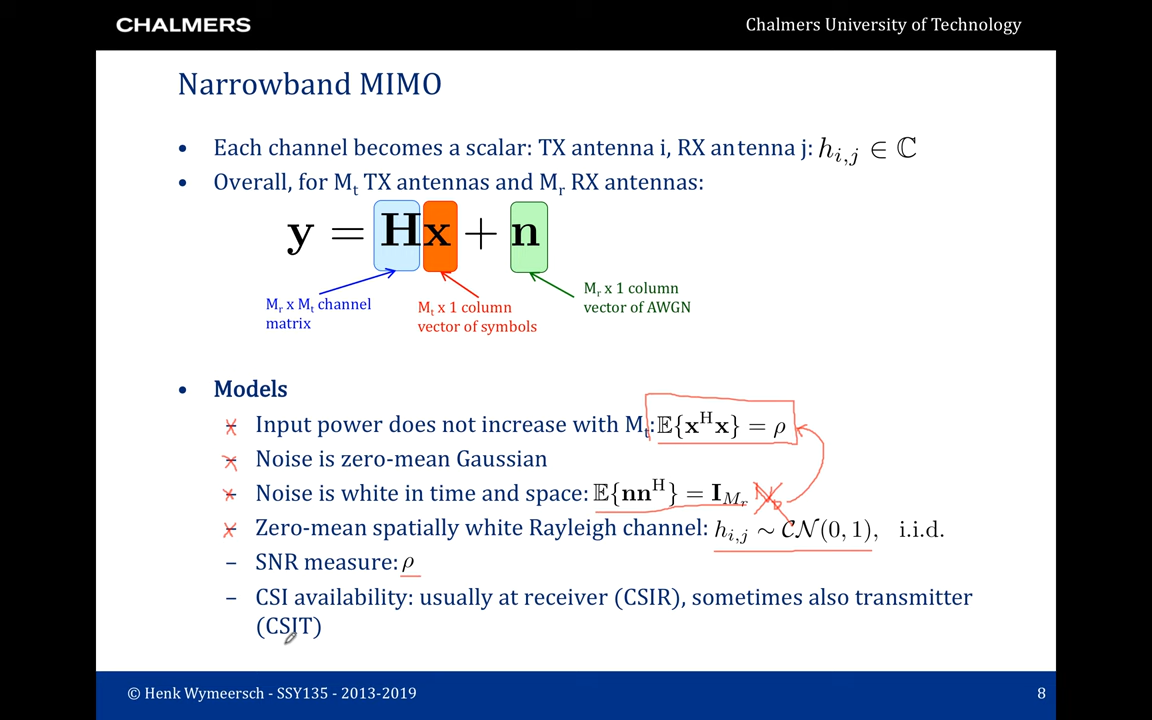 CHALMERS
Chalmers University of Technology
Narrowband MIMO
• Each channel becomes a scalar: TX antenna i, RX antenna j: h_{i,j} ∈ ℂ
• Overall, for M_t TX antennas and M_r RX antennas:
y = Hx + n
M_r x M_t channel
matrix
M_t x 1 column
vector of symbols
M_r x 1 column
vector of AWGN
• Models
– Input power does not increase with M_t: 𝔼{x^H x} = ρ
– Noise is zero-mean Gaussian
– Noise is white in time and space: 𝔼{nn^H} = I_{M_r}
– Zero-mean spatially white Rayleigh channel: h_{i,j} ∼ 𝒞𝒩(0, 1), i.i.d.
– SNR measure: ρ
– CSI availability: usually at receiver (CSIR), sometimes also transmitter
(CSIT)
© Henk Wymeersch - SSY135 - 2013-2019
8